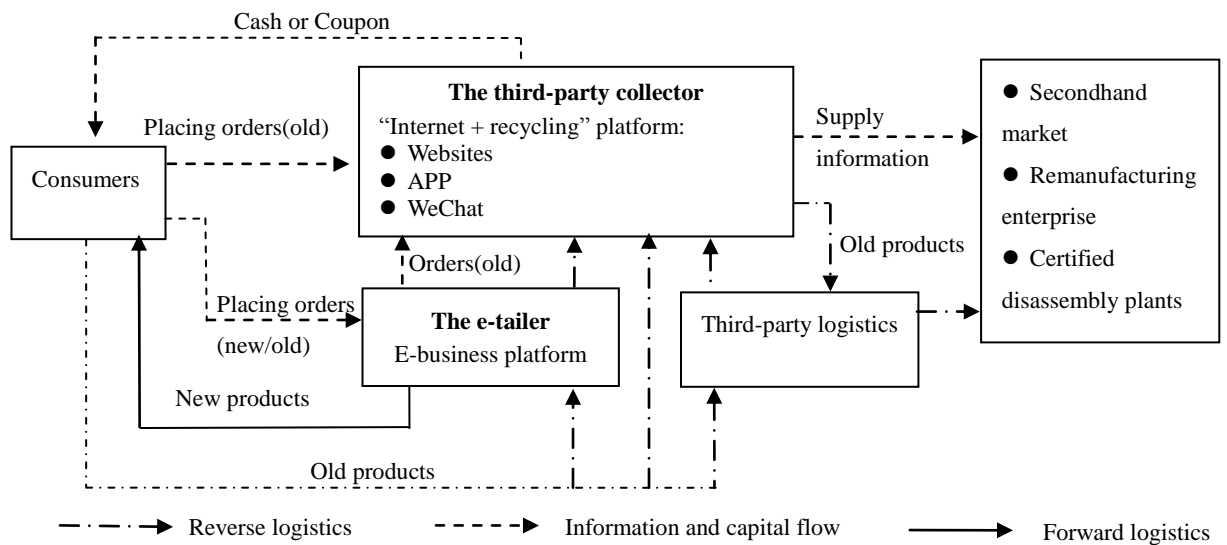 Cash or Coupon
The third-party collector
“Internet + recycling” platform:
● Websites
● APP
● WeChat
Placing orders(old)
Consumers
Supply
information
● Secondhand
market
● Remanufacturing
enterprise
● Certified
disassembly plants
Old products
Orders(old)
Placing orders
(new/old)
The e-tailer
E-business platform
Third-party logistics
New products
Old products
Reverse logistics
Information and capital flow
Forward logistics